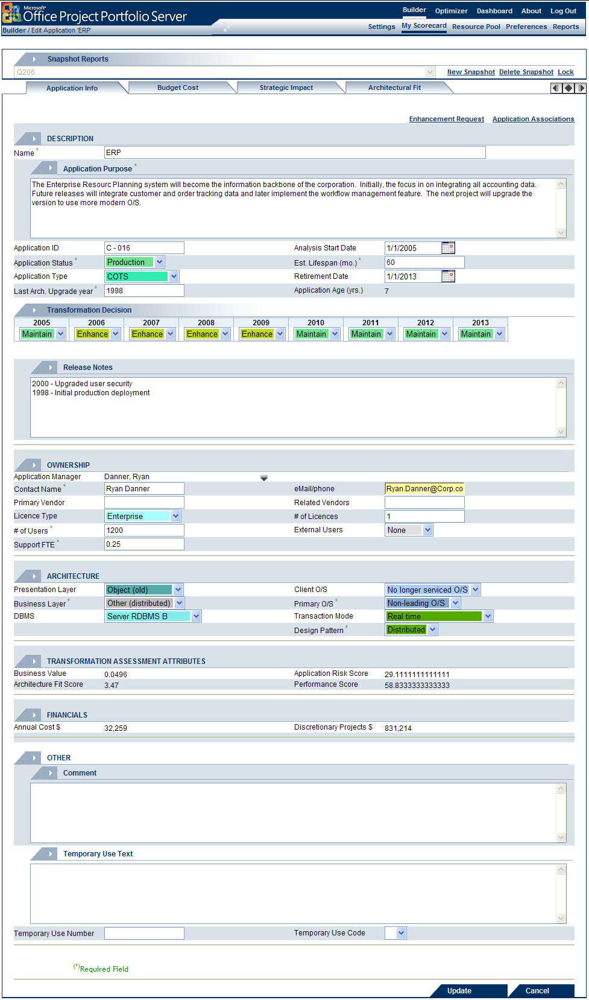 Microsoft®
Office Project Portfolio Server
Builder Optimizer Dashboard About Log Out
Settings My Scorecard Resource Pool Preferences Reports
Builder / Edit Application 'ERP'
Snapshot Reports
Q206
New Snapshot Delete Snapshot Lock
Application Info Budget Cost Strategic Impact Architectural Fit
Enhancement Request Application Associations
DESCRIPTION
Name * ERP
Application Purpose *
The Enterprise Resourc Planning system will become the information backbone of the corporation. Initially, the focus in on integrating all accounting data.
Future releases will integrate customer and order tracking data and later implement the workflow management feature. The next project will upgrade the
version to use more modern O/S.
Application ID C - 016 Analysis Start Date 1/1/2005
Application Status * Production Est. Lifespan (mo.) * 60
Application Type COTS Retirement Date 1/1/2013
Last Arch. Upgrade year * 1998 Application Age (yrs.) 7
Transformation Decision
2005 2006 2007 2008 2009 2010 2011 2012 2013
Maintain Enhance Enhance Enhance Enhance Maintain Maintain Maintain Maintain
Release Notes
2000 - Upgraded user security
1998 - Initial production deployment
OWNERSHIP
Application Manager Danner, Ryan
Contact Name * Ryan Danner eMail/phone Ryan.Danner@Corp.co
Primary Vendor Related Vendors
Licence Type Enterprise # of Licences 1
# of Users * 1200 External Users None
Support FTE * 0.25
ARCHITECTURE
Presentation Layer Object (old) Client O/S No longer serviced O/S
Business Layer * Other (distributed) Primary O/S * Non-leading O/S
DBMS Server RDBMS B Transaction Mode Real time
Design Pattern * Distributed
TRANSFORMATION ASSESSMENT ATTRIBUTES
Business Value 0.0496 Application Risk Score 29.1111111111111
Architecture Fit Score 3.47 Performance Score 58.8333333333333
FINANCIALS
Annual Cost $ 32,259 Discretionary Projects $ 831,214
OTHER
Comment
Temporary Use Text
Temporary Use Number Temporary Use Code
(*)Required Field
Update Cancel